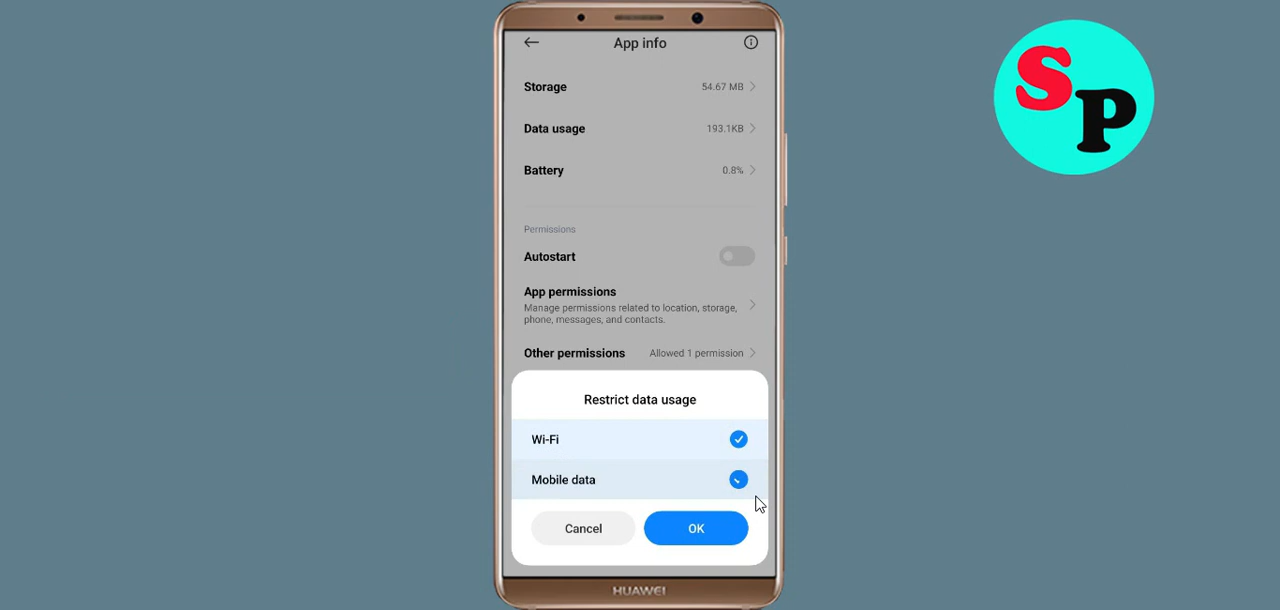 App info
Storage 54.67 MB
Data usage 193.1KB
Battery 0.8%
Permissions
Autostart
App permissions
Manage permissions related to location, storage,
phone, messages, and contacts.
Other permissions Allowed 1 permission
Restrict data usage
Wi-Fi
Mobile data
Cancel OK
HUAWEI
SP